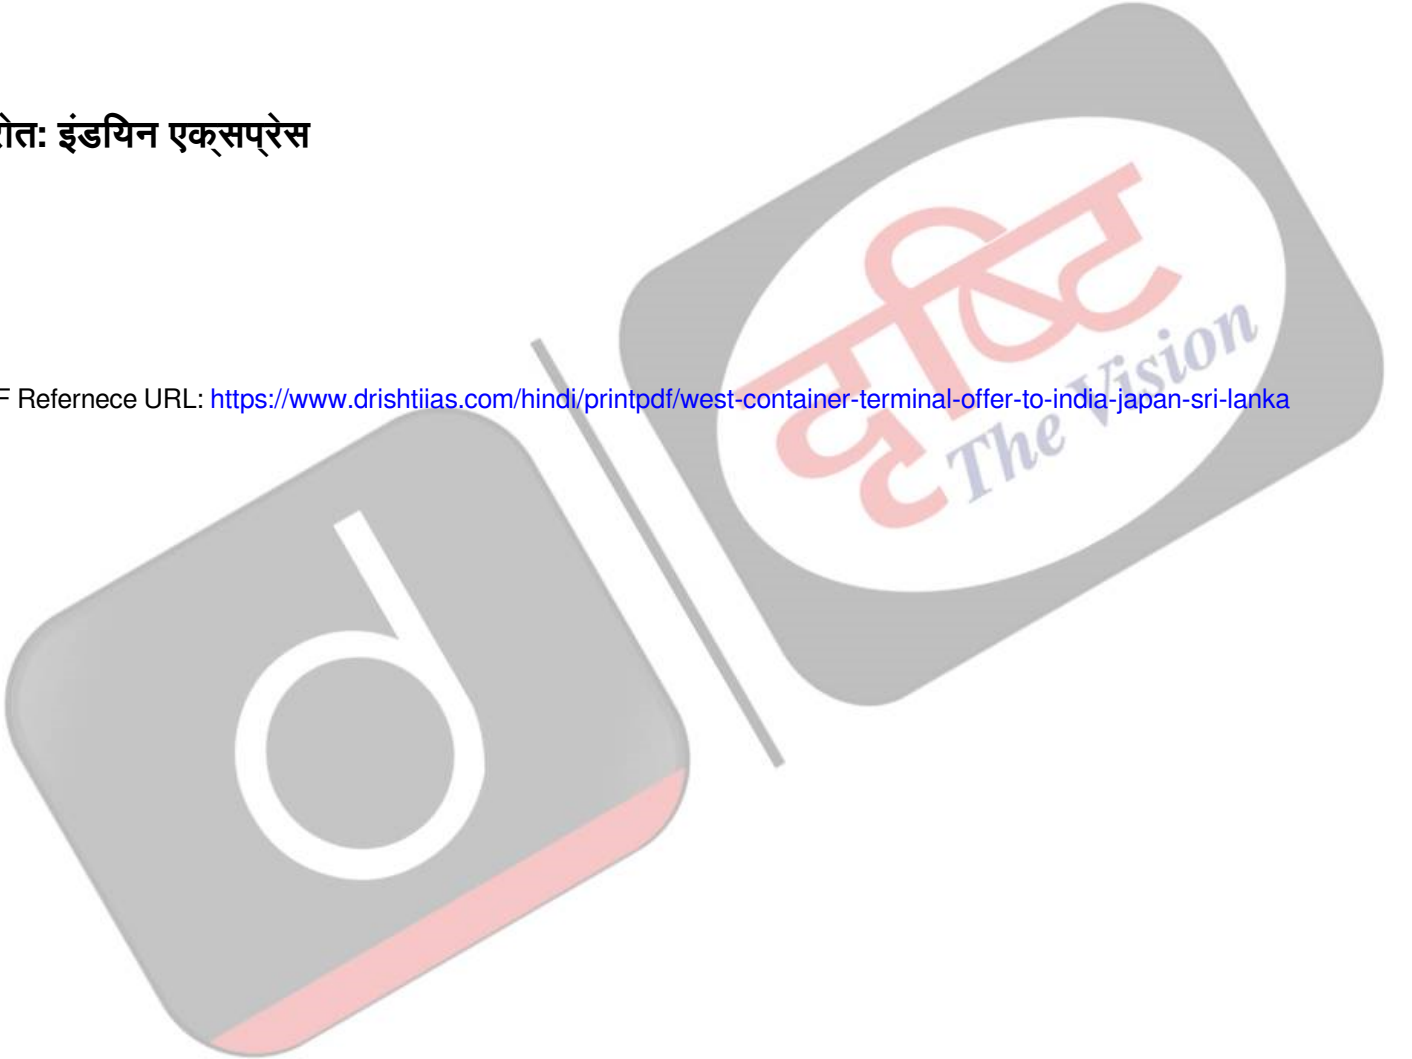 रोत: इंडयिन एक्सप्रेस
F Refernece URL: https://www.drishtiias.com/hindi/printpdf/west-container-terminal-offer-to-india-japan-sri-lanka
दृष्टि
The Vision
d